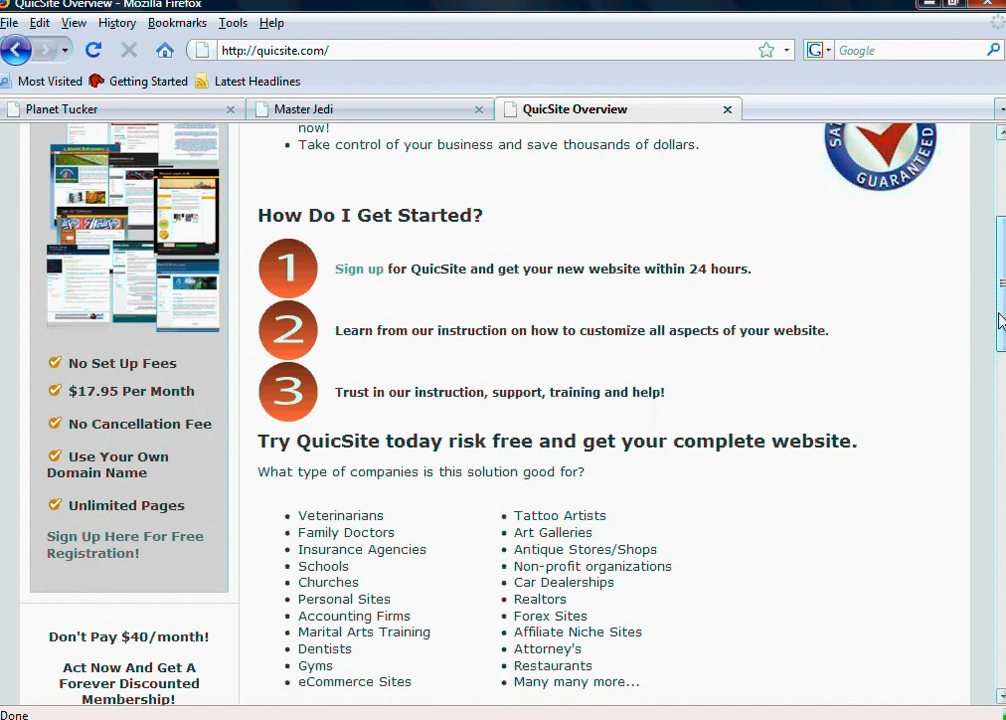 QuicSite Overview - Mozilla Firefox
File Edit View History Bookmarks Tools Help
http://quicsite.com/
G Google
Most Visited Getting Started Latest Headlines
Planet Tucker Master Jedi QuicSite Overview
now!
Take control of your business and save thousands of dollars.
GUARANTEED
How Do I Get Started?
1 Sign up for QuicSite and get your new website within 24 hours.
2 Learn from our instruction on how to customize all aspects of your website.
3 Trust in our instruction, support, training and help!
Try QuicSite today risk free and get your complete website.
What type of companies is this solution good for?
Veterinarians
Family Doctors
Insurance Agencies
Schools
Churches
Personal Sites
Accounting Firms
Marital Arts Training
Dentists
Gyms
eCommerce Sites
Tattoo Artists
Art Galleries
Antique Stores/Shops
Non-profit organizations
Car Dealerships
Realtors
Forex Sites
Affiliate Niche Sites
Attorney's
Restaurants
Many many more...
No Set Up Fees
$17.95 Per Month
No Cancellation Fee
Use Your Own
Domain Name
Unlimited Pages
Sign Up Here For Free
Registration!
Don't Pay $40/month!
Act Now And Get A
Forever Discounted
Membership!
Done